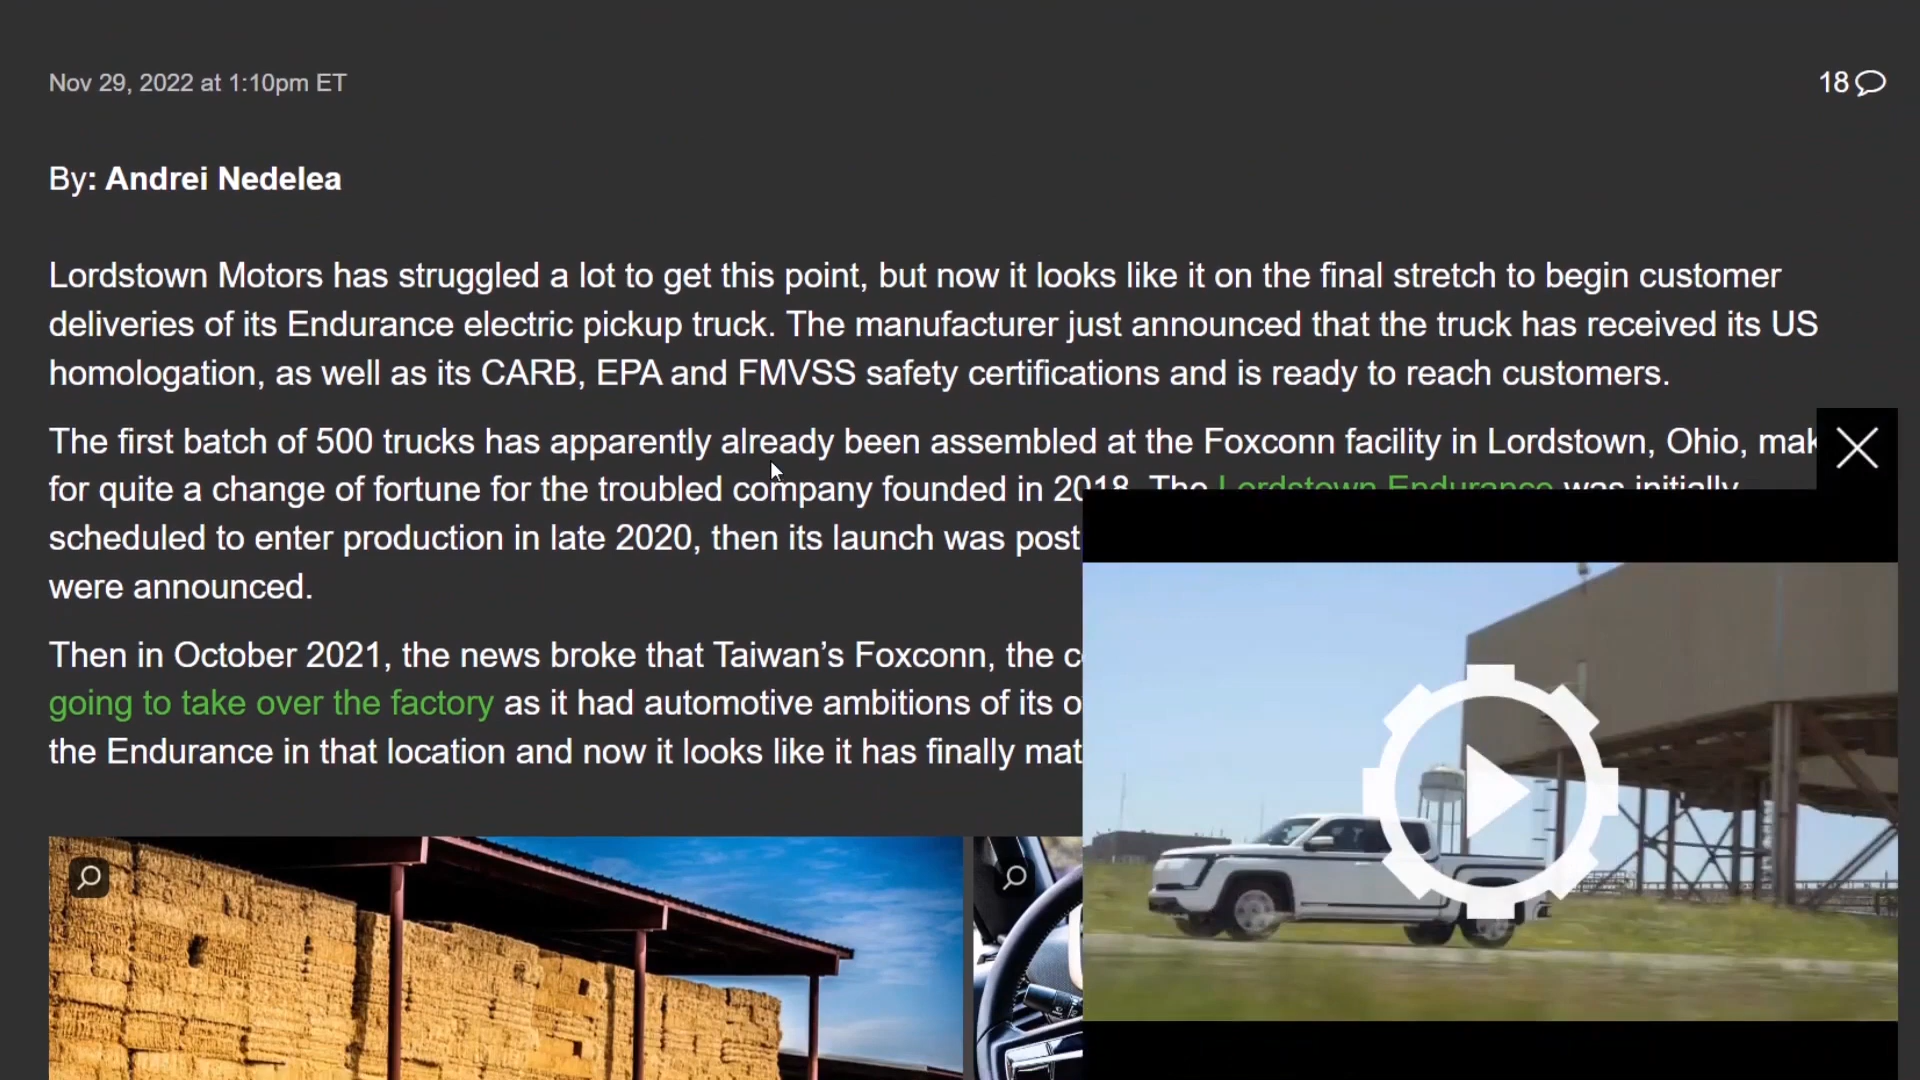 Nov 29, 2022 at 1:10pm ET
18
By: Andrei Nedelea
Lordstown Motors has struggled a lot to get this point, but now it looks like it on the final stretch to begin customer
deliveries of its Endurance electric pickup truck. The manufacturer just announced that the truck has received its US
homologation, as well as its CARB, EPA and FMVSS safety certifications and is ready to reach customers.
The first batch of 500 trucks has apparently already been assembled at the Foxconn facility in Lordstown, Ohio, mak
for quite a change of fortune for the troubled company founded in 2018. The Lordstown Endurance was initially
scheduled to enter production in late 2020, then its launch was post
were announced.
Then in October 2021, the news broke that Taiwan’s Foxconn, the c
going to take over the factory as it had automotive ambitions of its o
the Endurance in that location and now it looks like it has finally mat